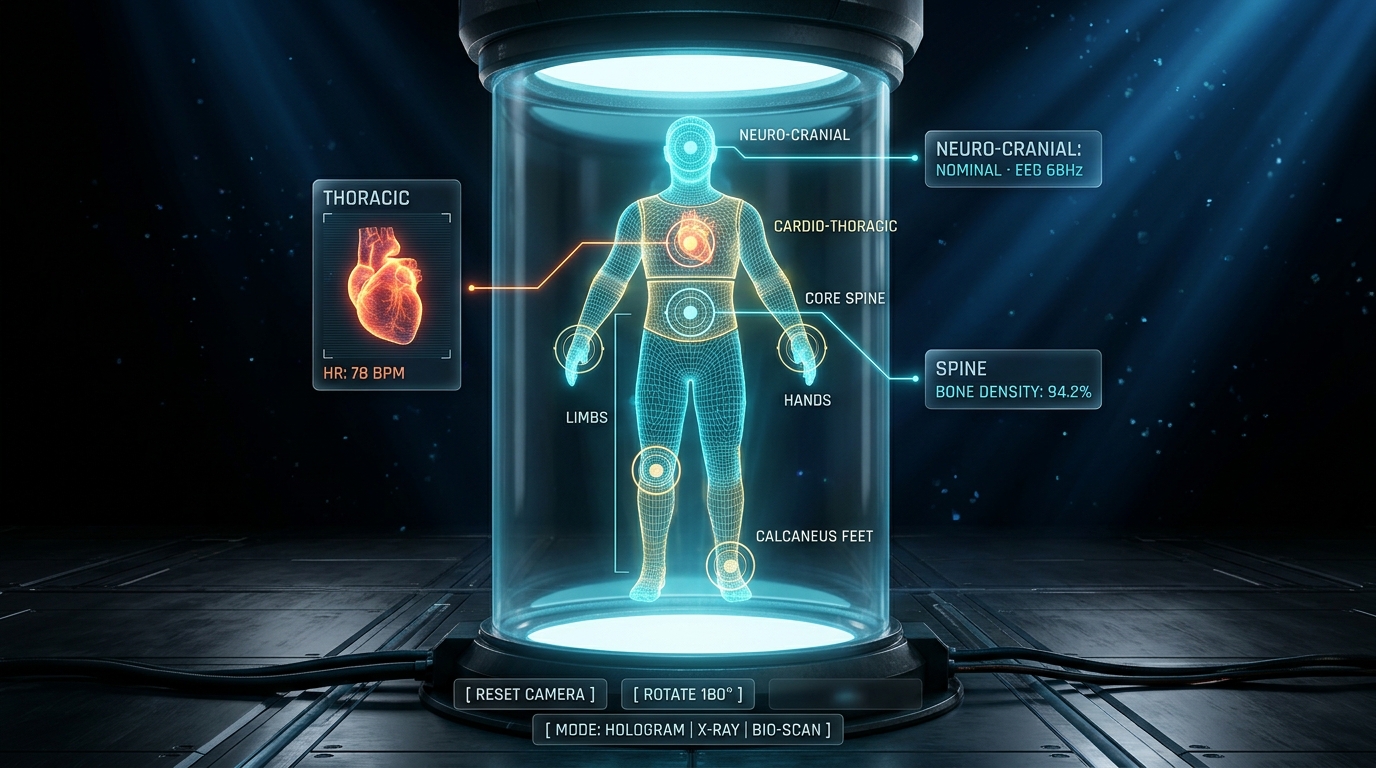 NEURO-CRANIAL
NEURO-CRANIAL:
NOMINAL · EEG 68Hz
THORACIC
CARDIO-THORACIC
CORE SPINE
SPINE
BONE DENSITY: 94.2%
HR: 78 BPM
HANDS
LIMBS
CALCANEUS FEET
[ RESET CAMERA ]
[ ROTATE 180° ]
[ MODE: HOLOGRAM | X-RAY | BIO-SCAN ]